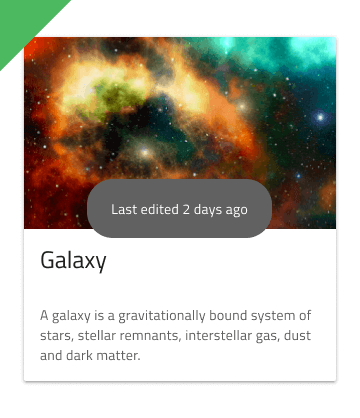 Last edited 2 days ago
Galaxy
A galaxy is a gravitationally bound system of
stars, stellar remnants, interstellar gas, dust
and dark matter.